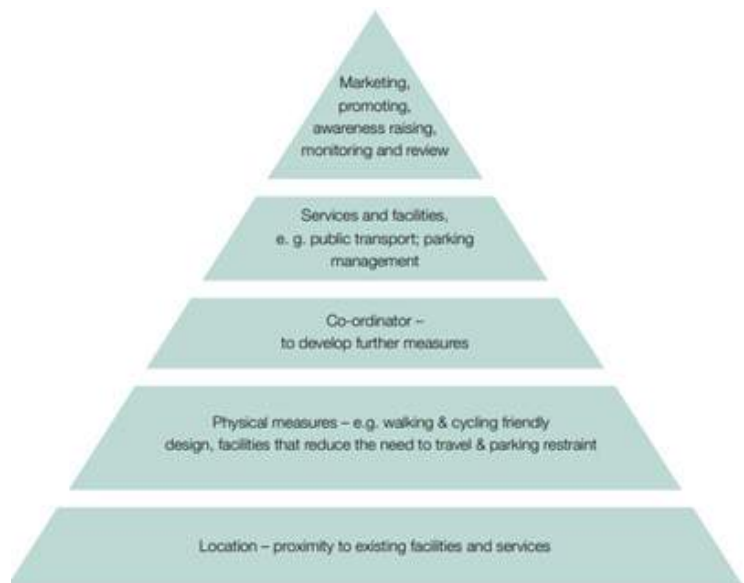 Marketing,
promoting,
awareness raising,
monitoring and review
Services and facilities,
e. g. public transport; parking
management
Co-ordinator –
to develop further measures
Physical measures – e.g. walking & cycling friendly
design, facilities that reduce the need to travel & parking restraint
Location – proximity to existing facilities and services